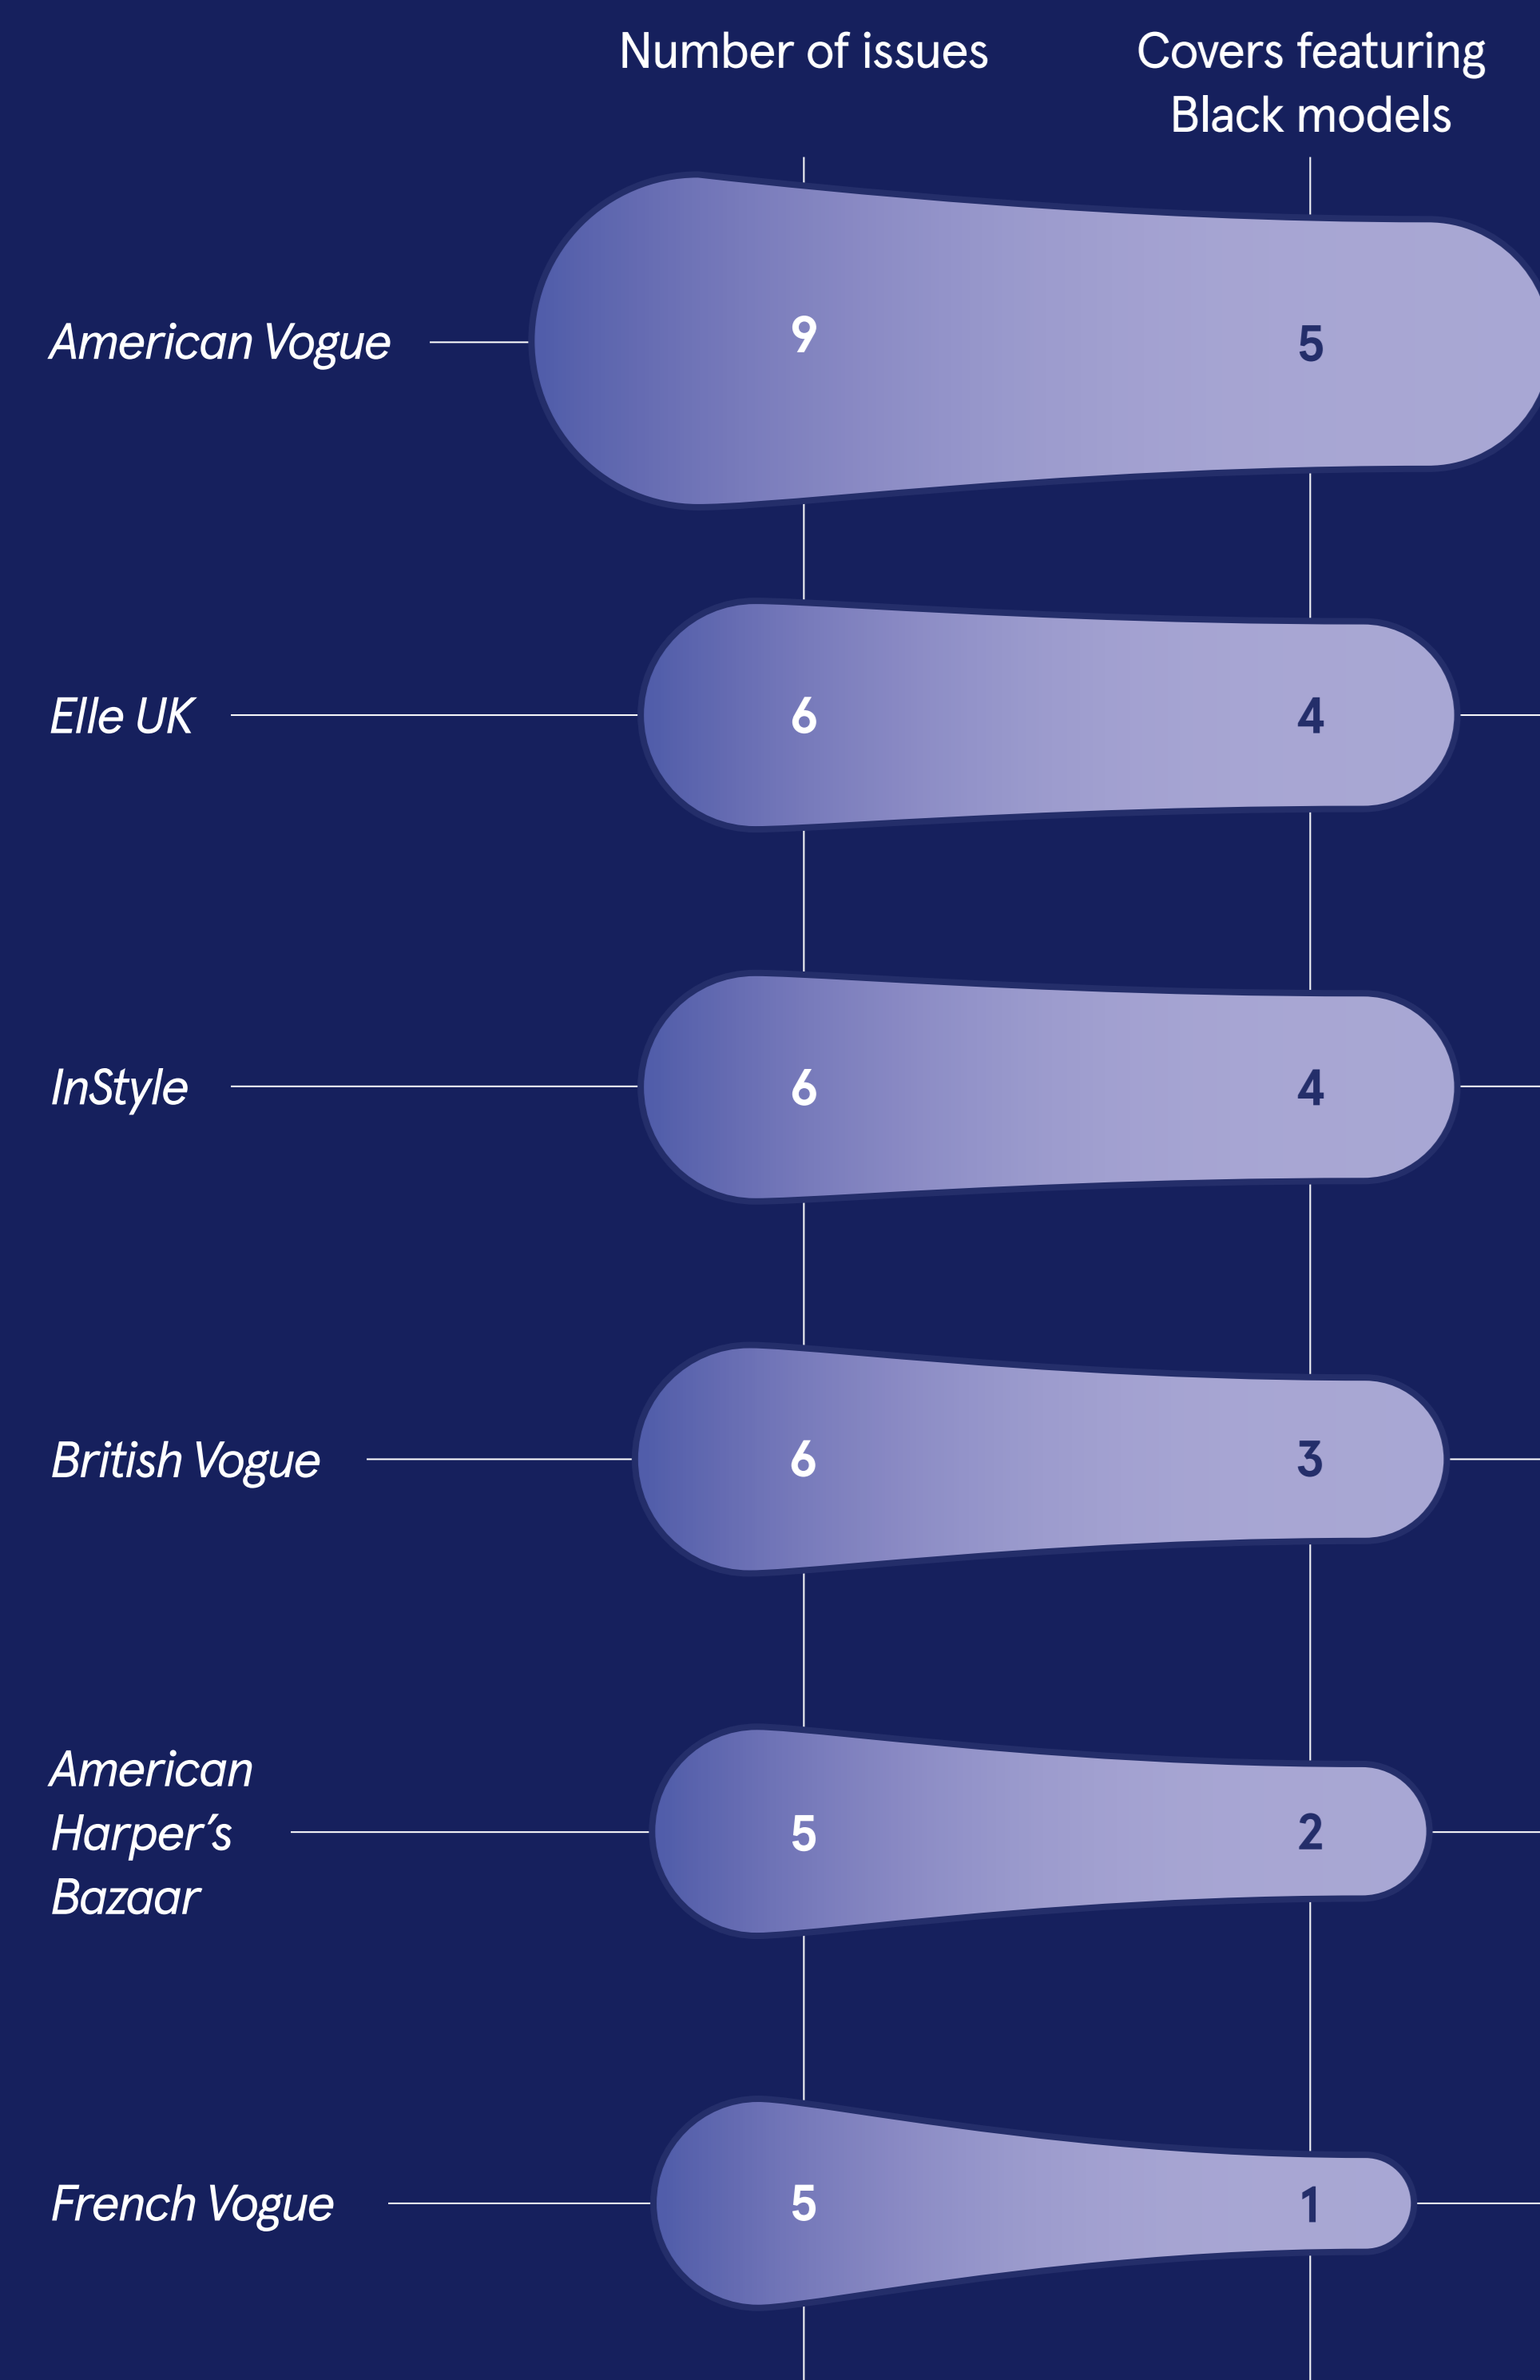 Number of issues
Covers featuring
Black models
American Vogue
9
5
Elle UK
6
4
InStyle
6
4
British Vogue
6
3
American
Harper’s
Bazaar
5
2
French Vogue
5
1